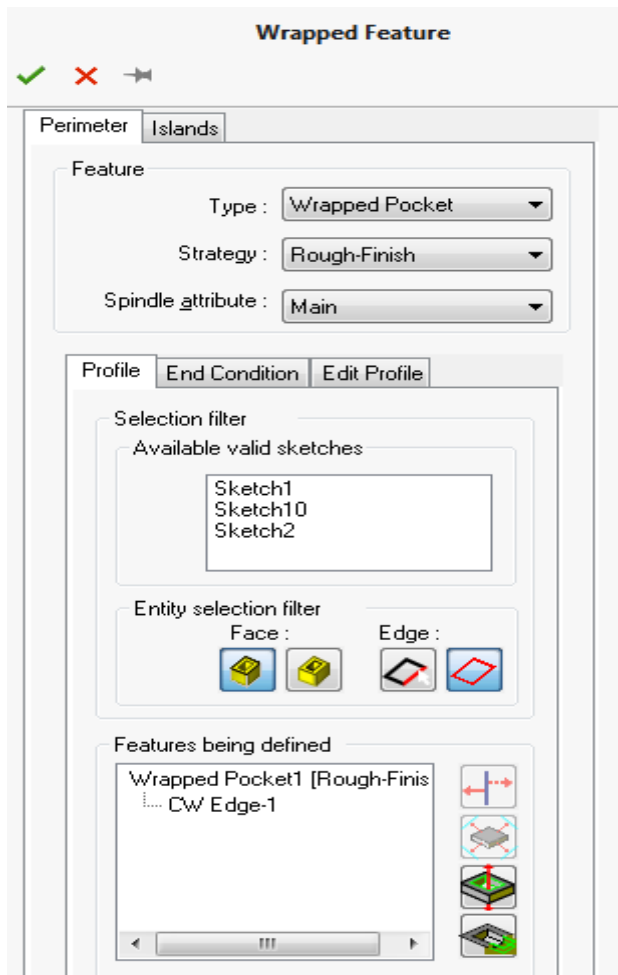 Wrapped Feature
Perimeter Islands
Feature
Type : Wrapped Pocket
Strategy : Rough-Finish
Spindle attribute : Main
Profile End Condition Edit Profile
Selection filter
Available valid sketches
Sketch1
Sketch10
Sketch2
Entity selection filter
Face : Edge :
Features being defined
Wrapped Pocket1 [Rough-Finis
CW Edge-1